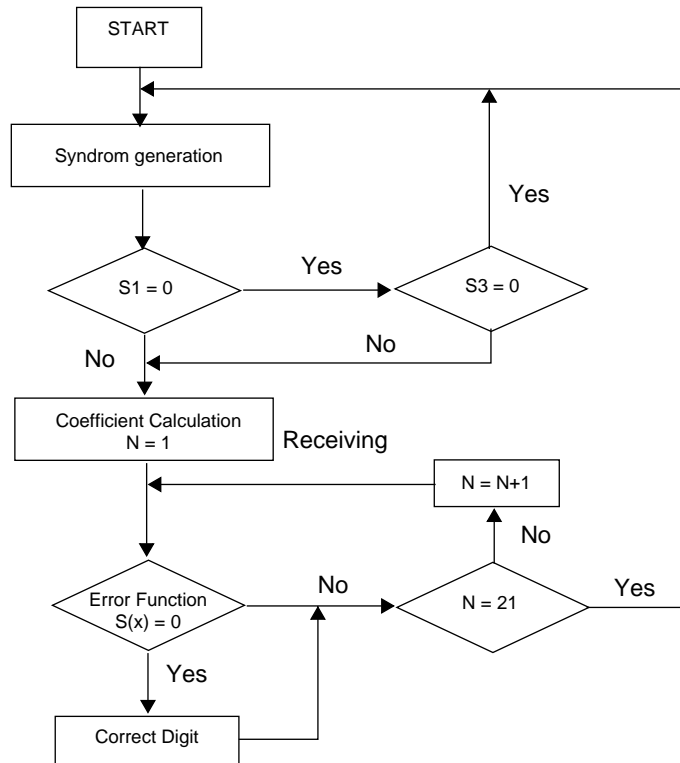 START
Syndrom generation
Yes
S1 = 0
Yes
S3 = 0
No
No
Coefficient Calculation
N = 1
Receiving
N = N+1
No
Error Function
S(x) = 0
No
N = 21
Yes
Yes
Correct Digit